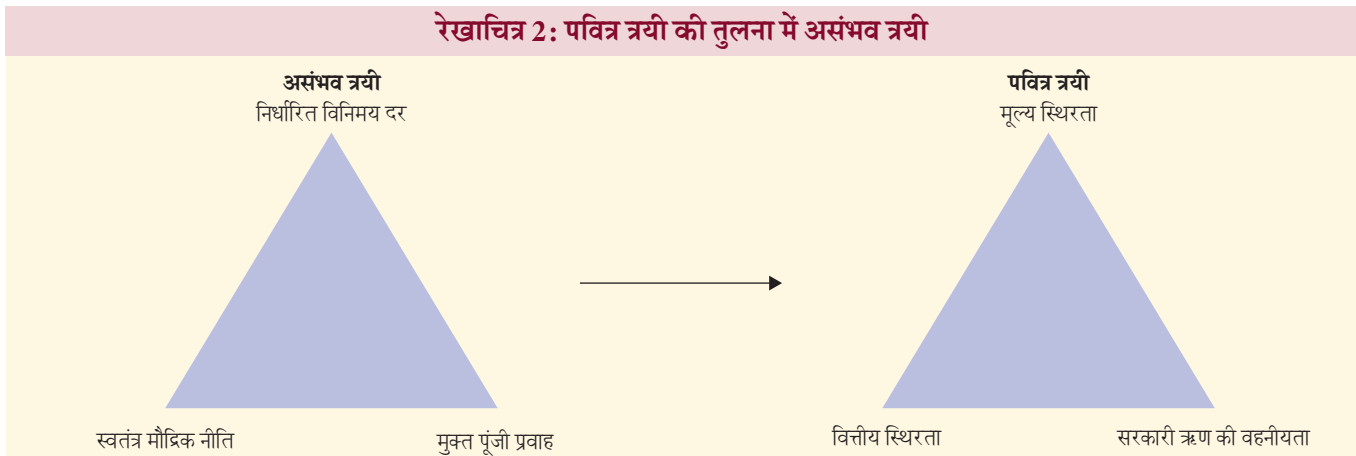 रेखाचित्र 2: पवित्र त्रयी की तुलना में असंभव त्रयी
असंभव त्रयी
निर्धारित विनिमय दर
स्वतंत्र मौद्रिक नीति
मुक्त पूंजी प्रवाह
पवित्र त्रयी
मूल्य स्थिरता
वित्तीय स्थिरता
सरकारी ऋण की वहनीयता